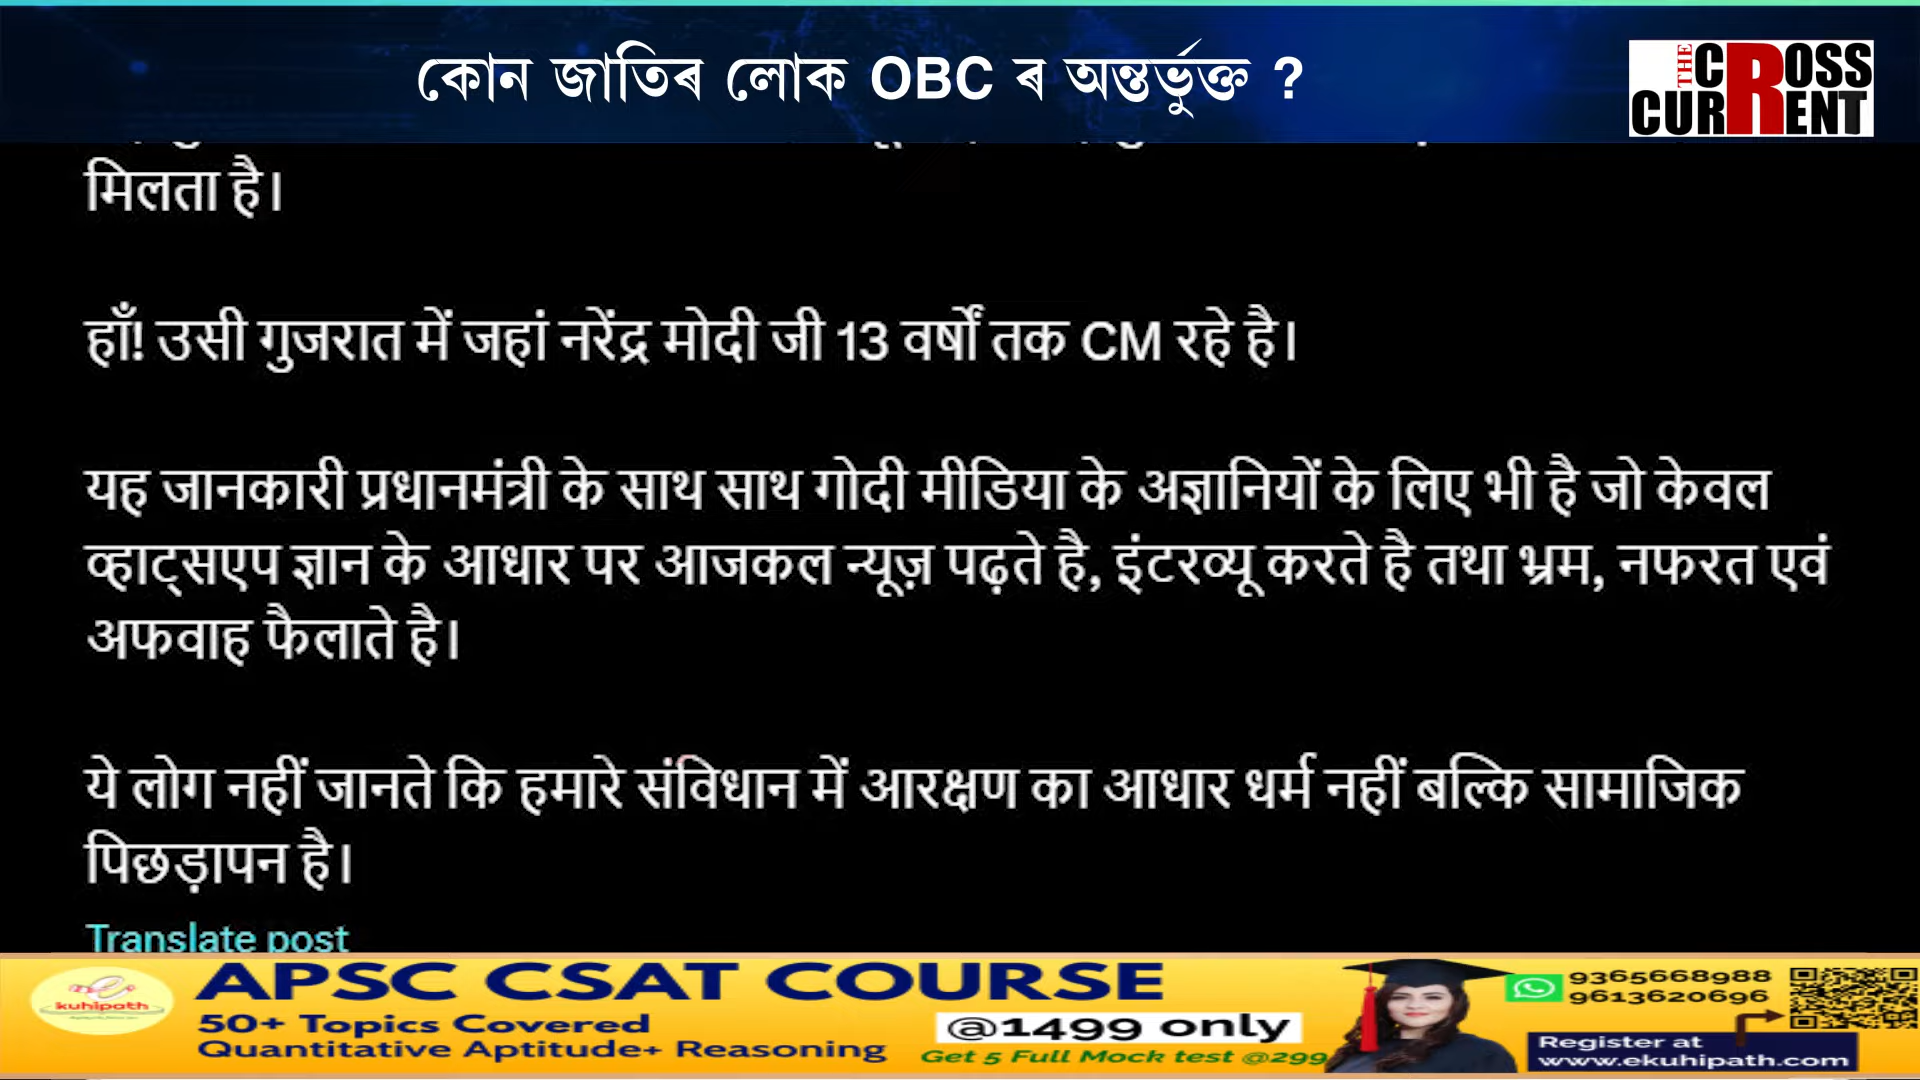 কোন জাতিৰ লোক OBC ৰ অন্তৰ্ভুক্ত ?
THE CROSS
CURRENT
मिलता है।
हाँ! उसी गुजरात में जहां नरेंद्र मोदी जी 13 वर्षों तक CM रहे है।
यह जानकारी प्रधानमंत्री के साथ साथ गोदी मीडिया के अज्ञानियों के लिए भी है जो केवल
व्हाट्सएप ज्ञान के आधार पर आजकल न्यूज़ पढ़ते है, इंटरव्यू करते है तथा भ्रम, नफरत एवं
अफवाह फैलाते है।
ये लोग नहीं जानते कि हमारे संविधान में आरक्षण का आधार धर्म नहीं बल्कि सामाजिक
पिछड़ापन है।
Translate post
kuhipath
APSC CSAT COURSE
50+ Topics Covered
Quantitative Aptitude+ Reasoning
@1499 only
Get 5 Full Mock test @299
9365668988
9613620696
Register at
www.ekuhipath.com